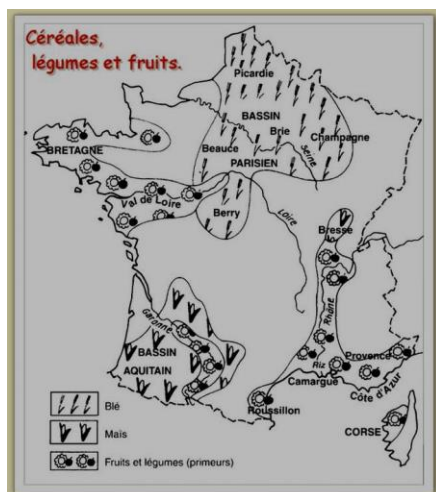 Céréales,
légumes et fruits.
Picardie
BASSIN
Brie
Champagne
BRETAGNE
Beauce
PARISIEN
Seine
Val de Loire
Berry
Loire
Bresse
Garonne
Rhône
BASSIN
AQUITAIN
Riz
Provence
Camargue
Côte d'Azur
Roussillon
CORSE
Blé
Maïs
Fruits et légumes (primeurs)